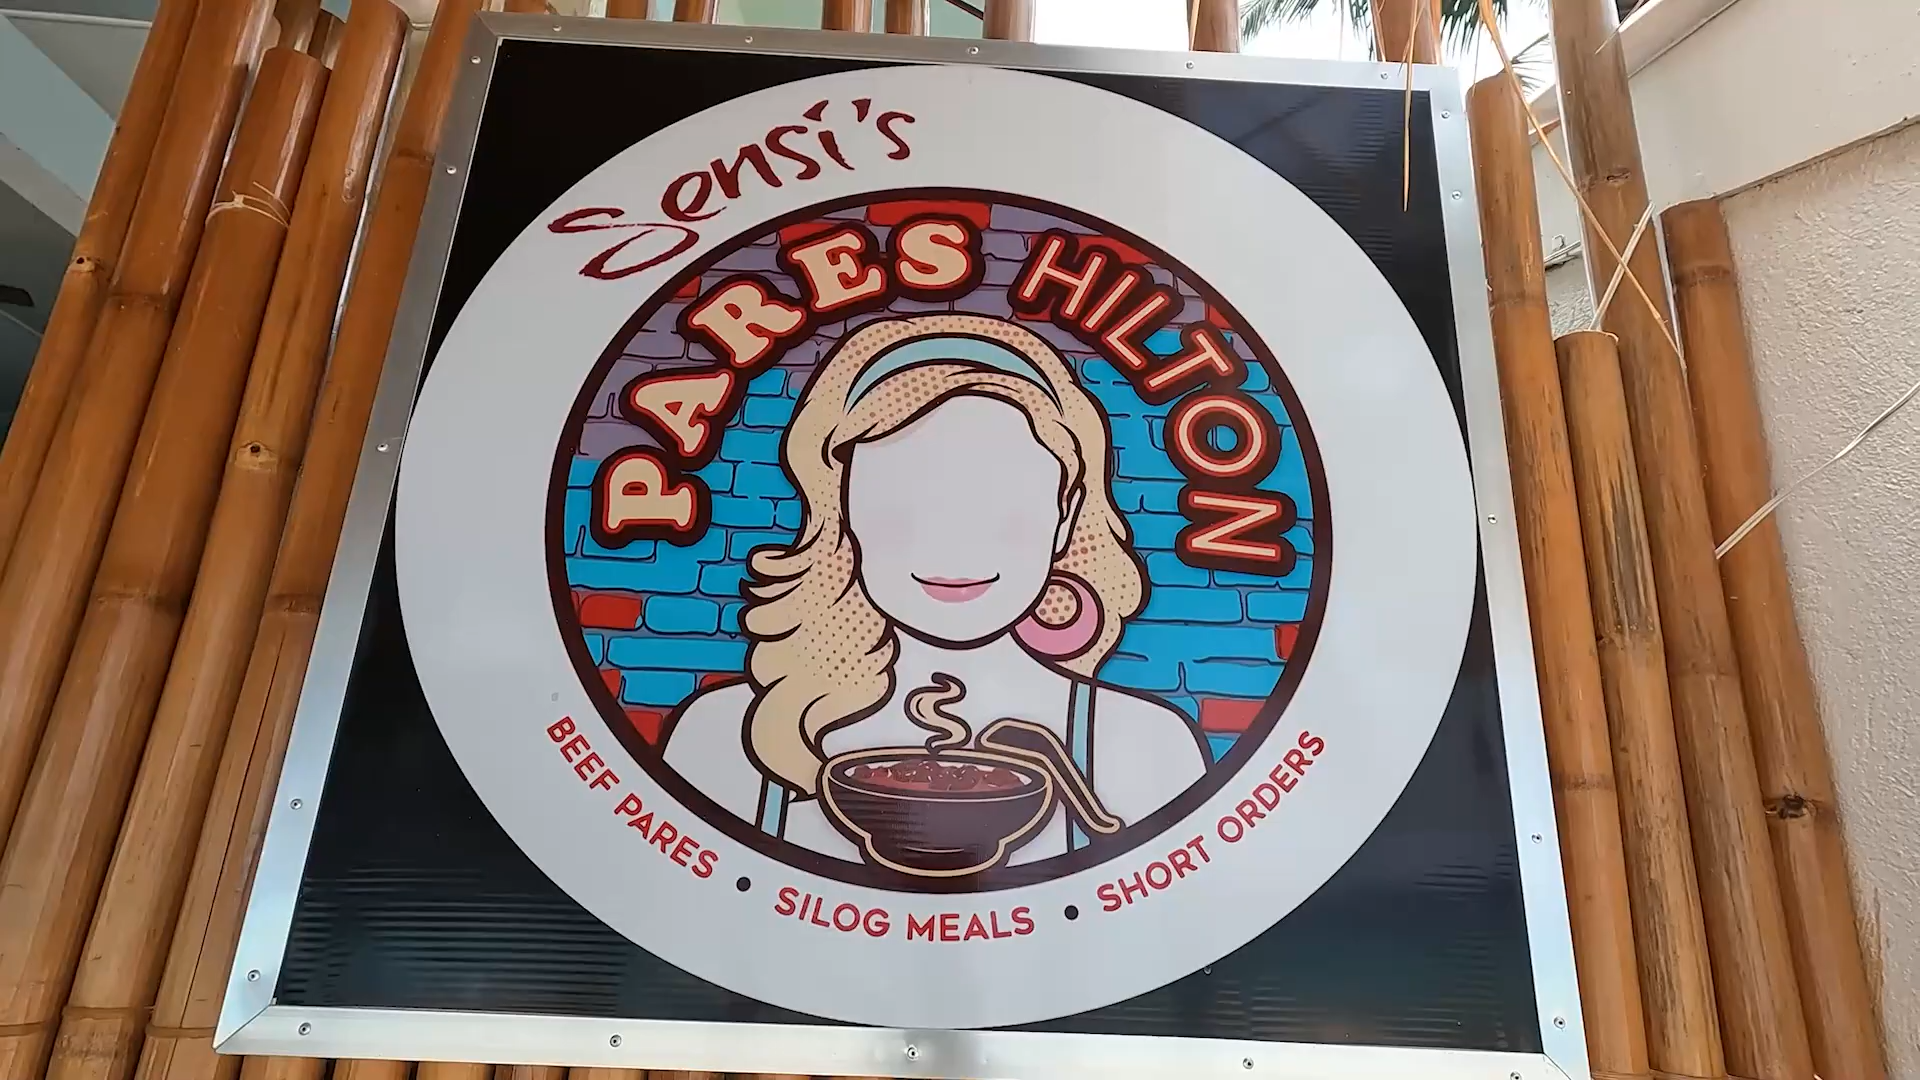 Sensi's
PARES HILTON
BEEF PARES • SILOG MEALS • SHORT ORDERS